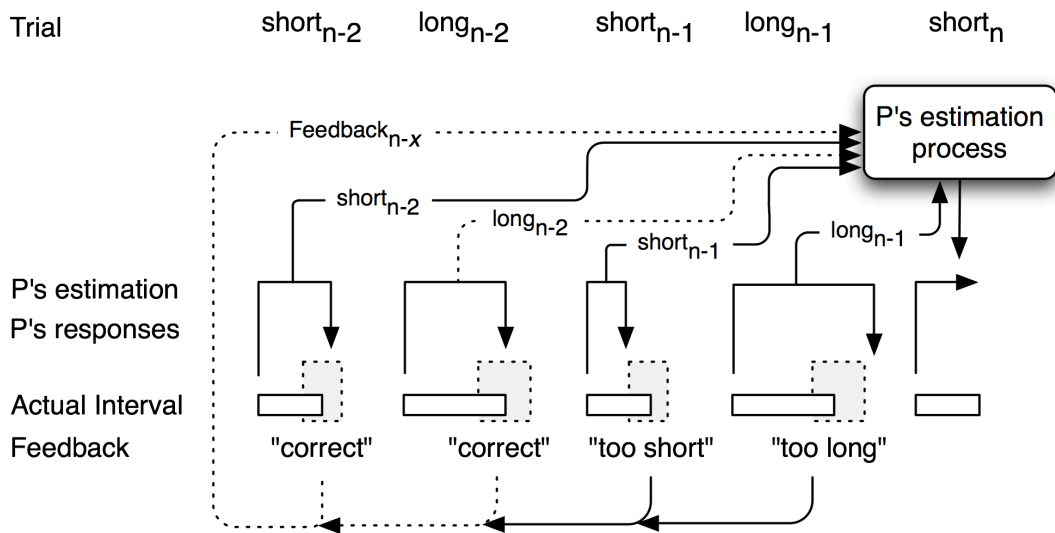 Trial short_n-2 long_n-2 short_n-1 long_n-1 short_n
P's estimation
process
Feedback_n-x
short_n-2
long_n-2
short_n-1
long_n-1
P's estimation
P's responses
Actual Interval
Feedback "correct" "correct" "too short" "too long"